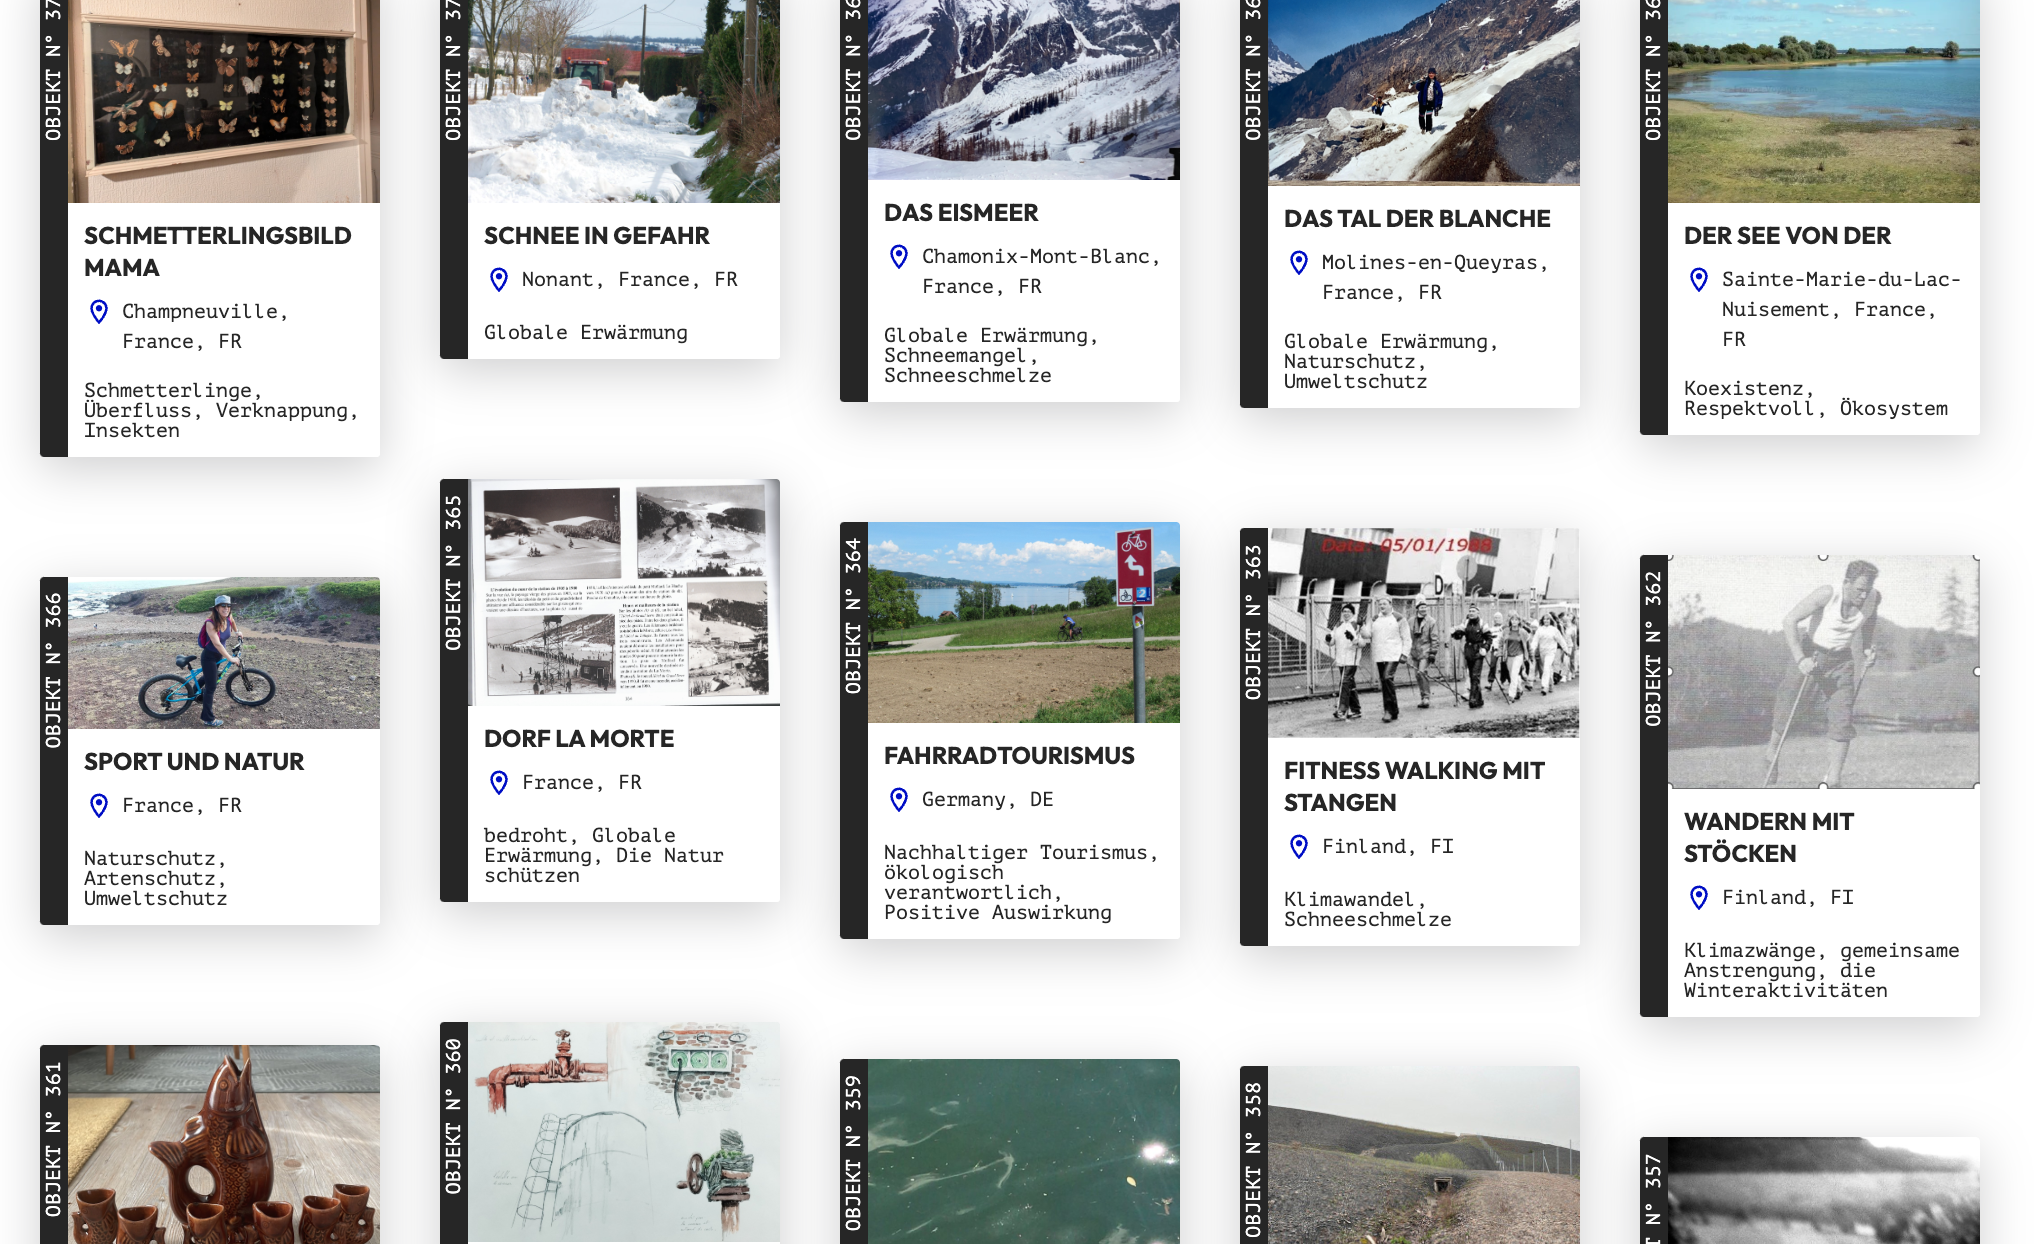 OBJEKT N° 37
SCHMETTERLINGSBILD
MAMA
Champneuville,
France, FR
Schmetterlinge,
Überfluss, Verknappung,
Insekten
OBJEKT N° 37
SCHNEE IN GEFAHR
Nonant, France, FR
Globale Erwärmung
OBJEKT N° 36
DAS EISMEER
Chamonix-Mont-Blanc,
France, FR
Globale Erwärmung,
Schneemangel,
Schneeschmelze
OBJEKT N° 36
DAS TAL DER BLANCHE
Molines-en-Queyras,
France, FR
Globale Erwärmung,
Naturschutz,
Umweltschutz
OBJEKT N° 36
DER SEE VON DER
Sainte-Marie-du-Lac-
Nuisement, France,
FR
Koexistenz,
Respektvoll, Ökosystem
OBJEKT N° 366
SPORT UND NATUR
France, FR
Naturschutz,
Artenschutz,
Umweltschutz
OBJEKT N° 365
DORF LA MORTE
France, FR
bedroht, Globale
Erwärmung, Die Natur
schützen
OBJEKT N° 364
FAHRRADTOURISMUS
Germany, DE
Nachhaltiger Tourismus,
ökologisch
verantwortlich,
Positive Auswirkung
OBJEKT N° 363
Date: 05/01/1988
D
FITNESS WALKING MIT
STANGEN
Finland, FI
Klimawandel,
Schneeschmelze
OBJEKT N° 362
WANDERN MIT
STÖCKEN
Finland, FI
Klimazwänge, gemeinsame
Anstrengung, die
Winteraktivitäten
OBJEKT N° 361
OBJEKT N° 360
OBJEKT N° 359
OBJEKT N° 358
T N° 357